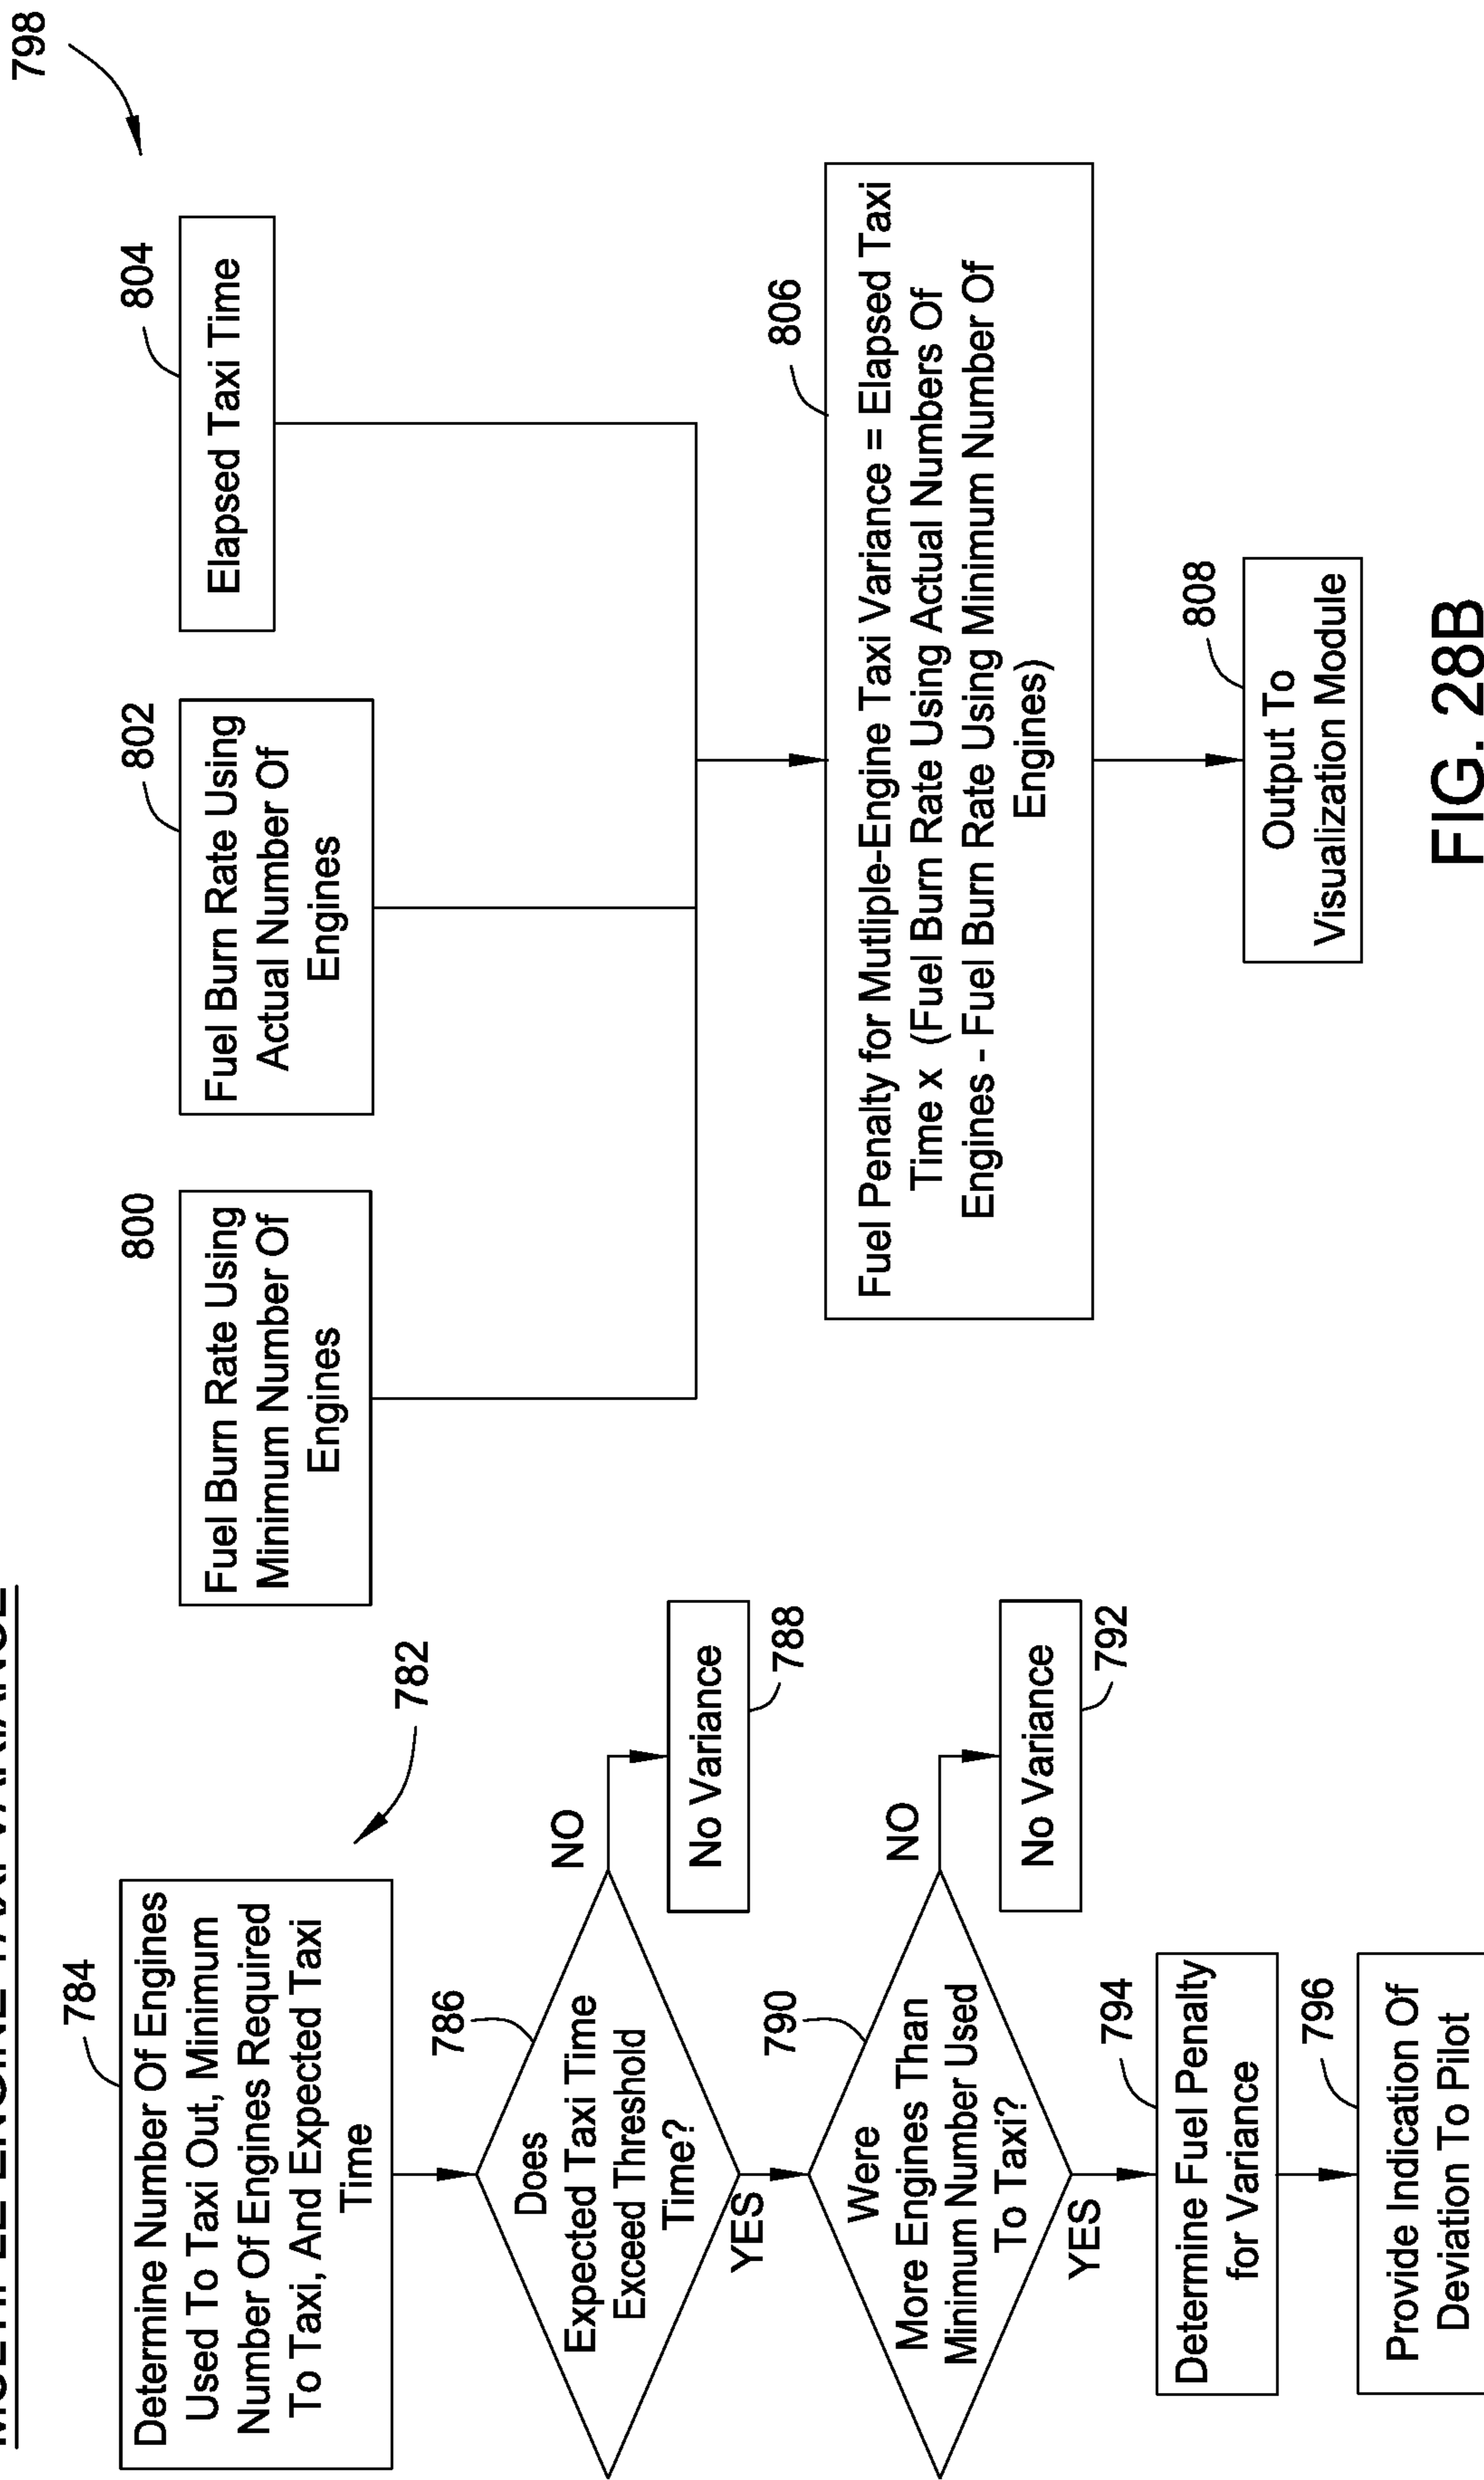 MULTIPLE-ENGINE TAXI VARIANCE
784
Determine Number Of Engines
Used To Taxi Out, Minimum
Number Of Engines Required
To Taxi, And Expected Taxi
Time
782
786
Does
Expected Taxi Time
Exceed Threshold
Time?
NO
No Variance
788
YES
790
Were
More Engines Than
Minimum Number Used
To Taxi?
NO
No Variance
792
YES
794
Determine Fuel Penalty
for Variance
796
Provide Indication Of
Deviation To Pilot
798
800
Fuel Burn Rate Using
Minimum Number Of
Engines
802
Fuel Burn Rate Using
Actual Number Of
Engines
804
Elapsed Taxi Time
806
Fuel Penalty for Mutliple-Engine Taxi Variance = Elapsed Taxi
Time x (Fuel Burn Rate Using Actual Numbers Of
Engines - Fuel Burn Rate Using Minimum Number Of
Engines)
808
Output To
Visualization Module
FIG. 28B